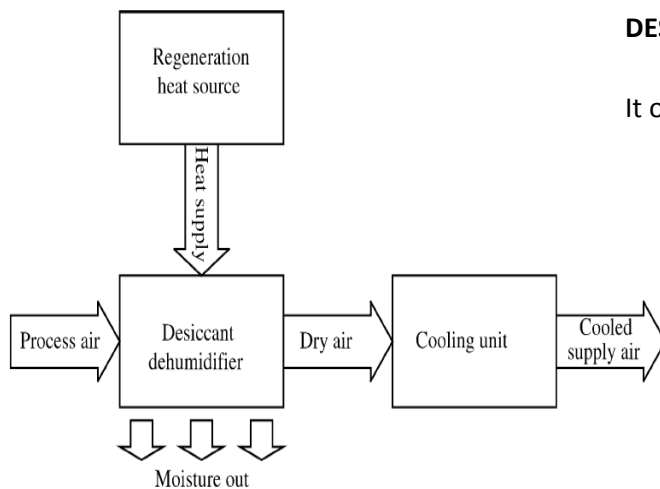 DES
It c
Regeneration
heat source
Heat supply
Process air
Desiccant
dehumidifier
Dry air
Cooling unit
Cooled
supply air
Moisture out